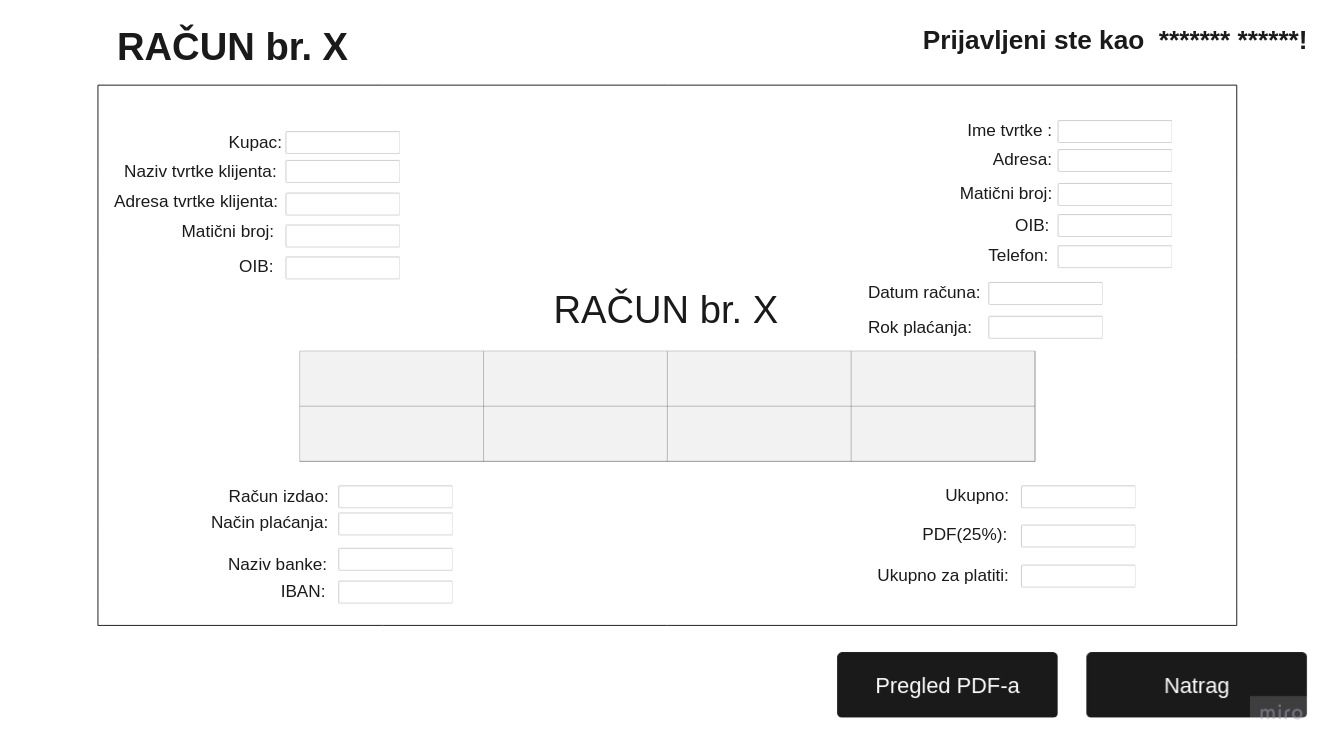 RAČUN br. X
Prijavljeni ste kao ******* ******!
Kupac:
Naziv tvrtke klijenta:
Adresa tvrtke klijenta:
Matični broj:
OIB:
Ime tvrtke :
Adresa:
Matični broj:
OIB:
Telefon:
Datum računa:
Rok plaćanja:
RAČUN br. X
Račun izdao:
Način plaćanja:
Naziv banke:
IBAN:
Ukupno:
PDF(25%):
Ukupno za platiti:
Pregled PDF-a
Natrag
miro